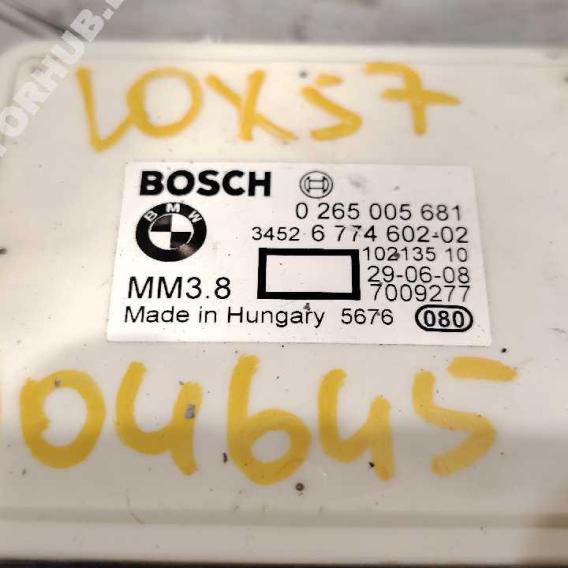 LOX57
BOSCH
BMW
0 265 005 681
3452 6 774 602-02
102135 10
29-06-08
MM3.8
7009277
Made in Hungary 5676 080
04645